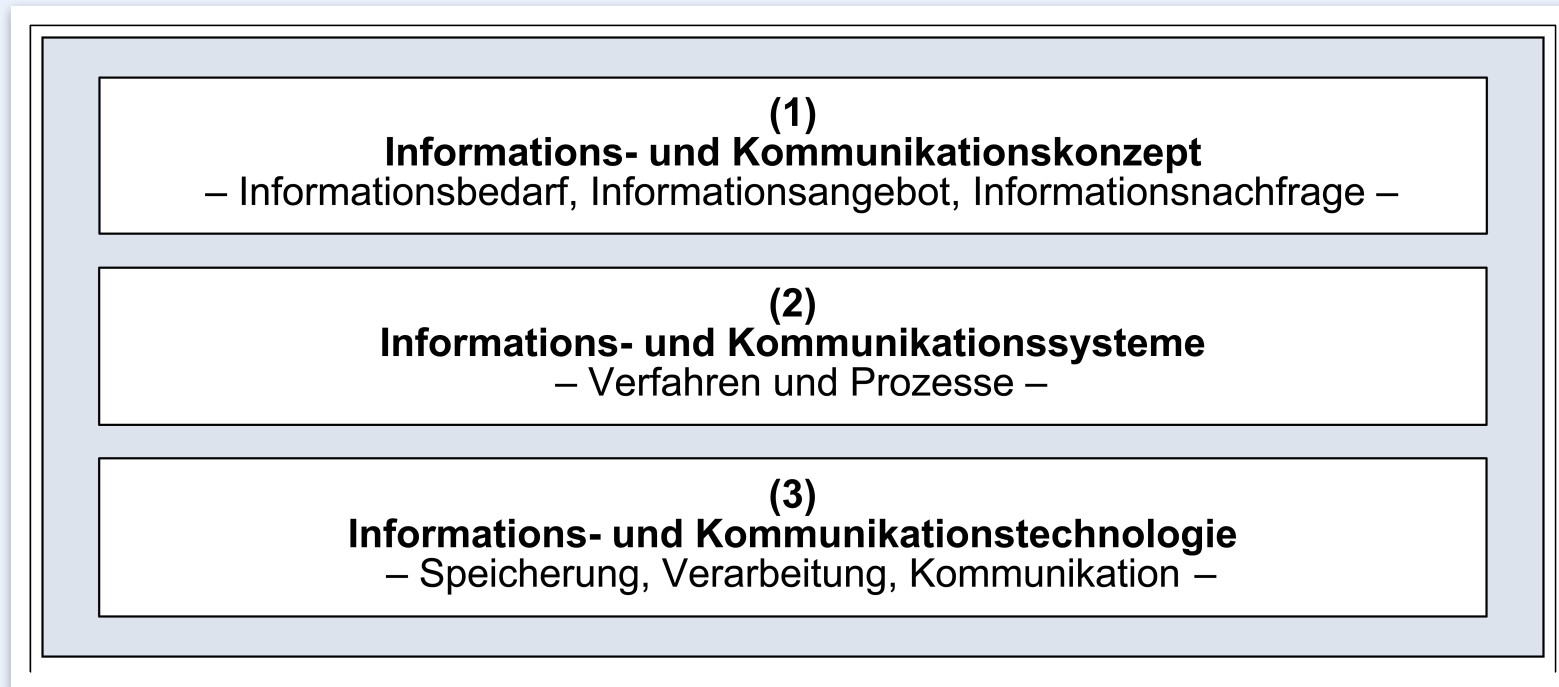 (1)
Informations- und Kommunikationskonzept
– Informationsbedarf, Informationsangebot, Informationsnachfrage –
(2)
Informations- und Kommunikationssysteme
– Verfahren und Prozesse –
(3)
Informations- und Kommunikationstechnologie
– Speicherung, Verarbeitung, Kommunikation –